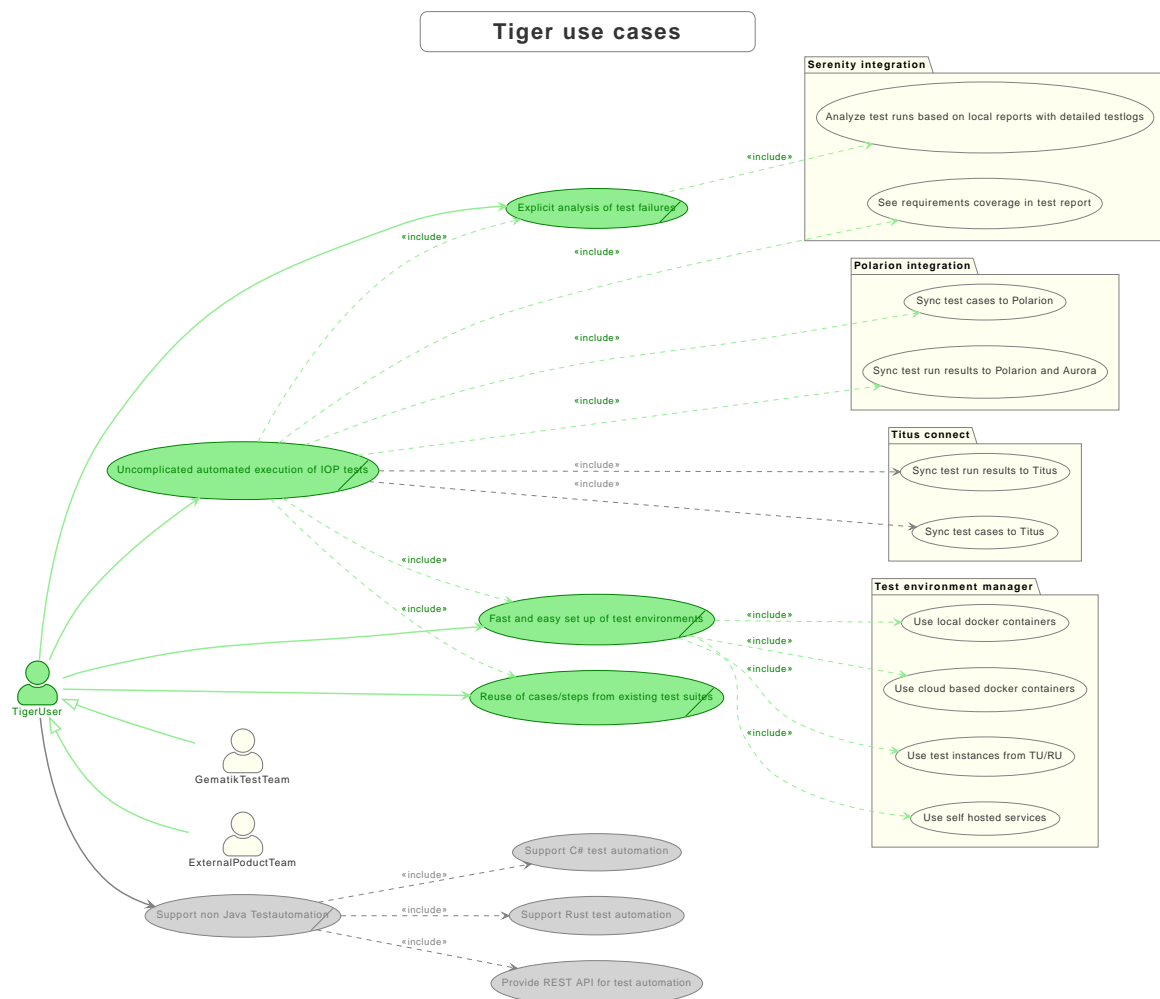 Tiger use cases
Serenity integration
Analyze test runs based on local reports with detailed testlogs
«include»
Explicit analysis of test failures
See requirements coverage in test report
«include»
«include»
Polarion integration
Sync test cases to Polarion
«include»
Sync test run results to Polarion and Aurora
«include»
Titus connect
Uncomplicated automated execution of IOP tests
«include»
Sync test run results to Titus
«include»
Sync test cases to Titus
«include»
Test environment manager
«include»
Fast and easy set up of test environments
«include»
Use local docker containers
«include»
«include»
Use cloud based docker containers
Reuse of cases/steps from existing test suites
TigerUser
«include»
Use test instances from TU/RU
GematikTestTeam
Use self hosted services
ExternalPoductTeam
Support C# test automation
«include»
Support non Java Testautomation
«include»
Support Rust test automation
«include»
Provide REST API for test automation